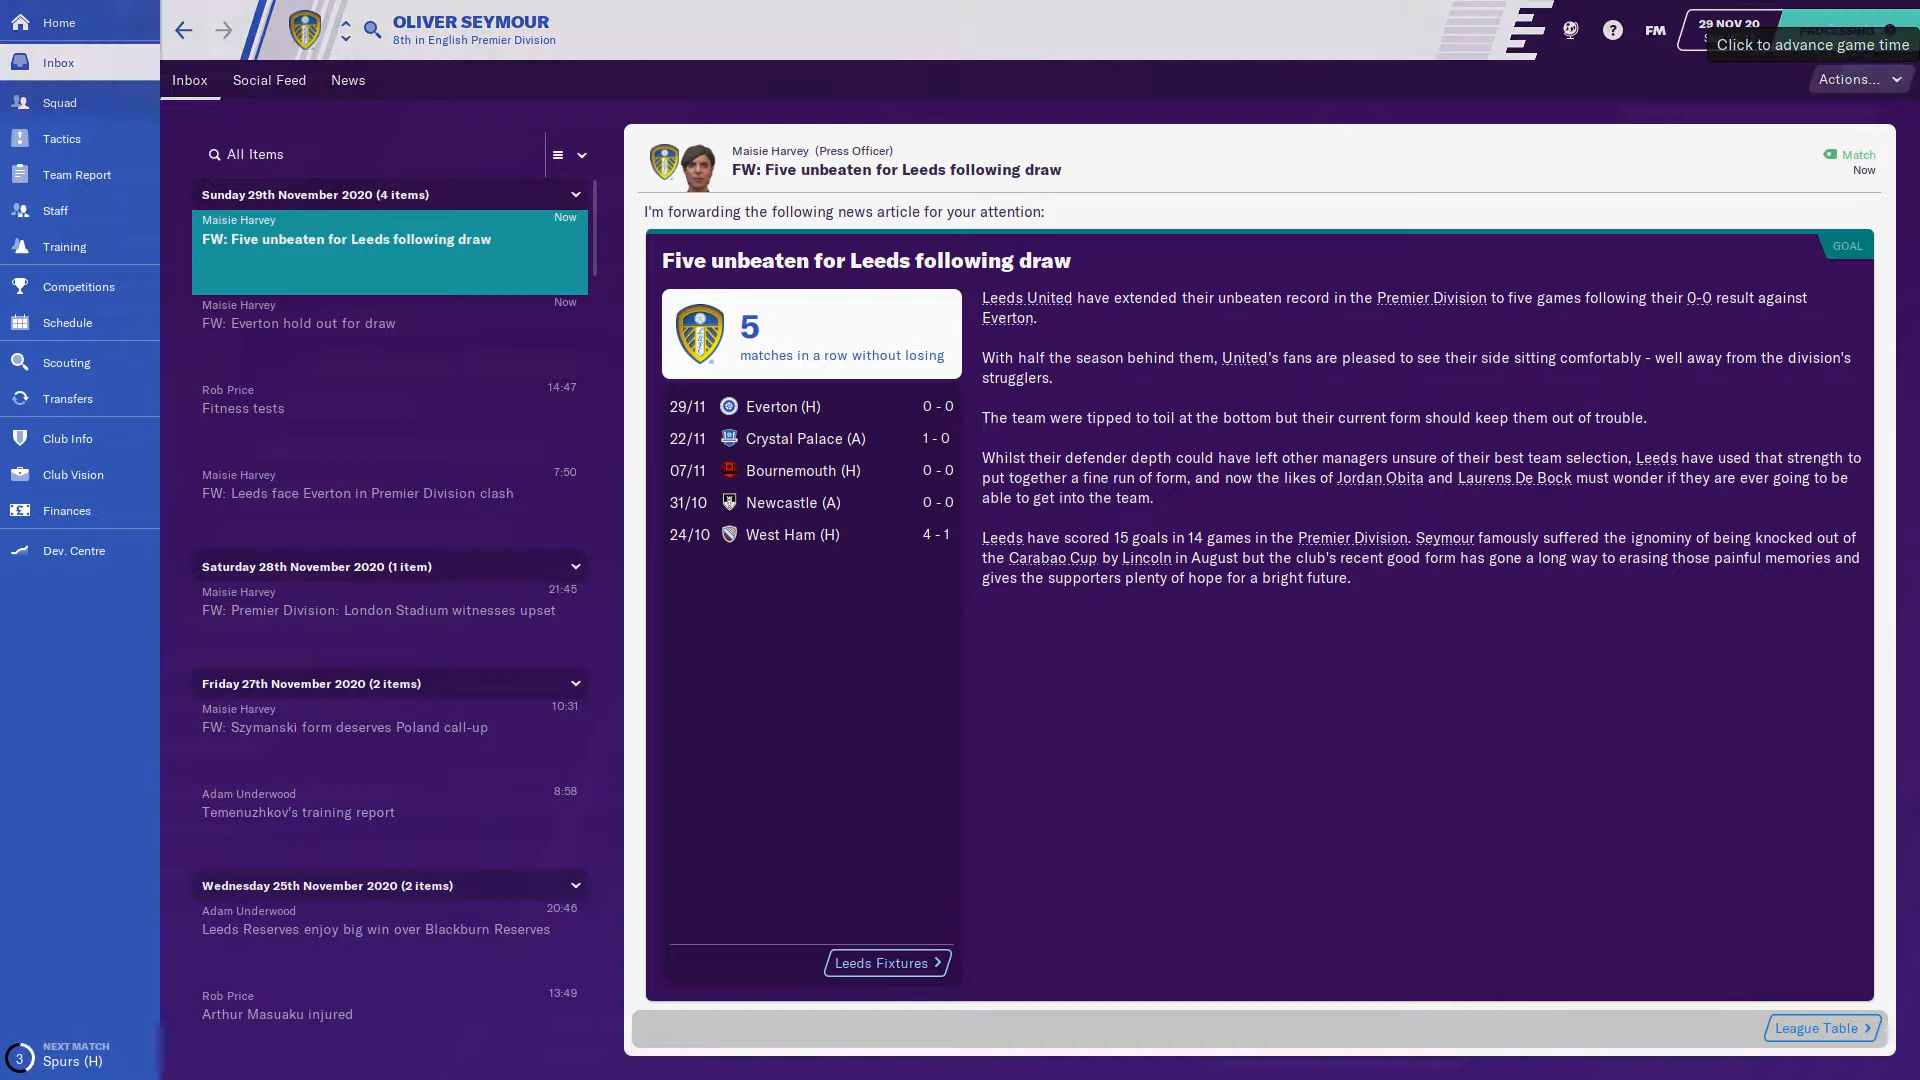 Home
Inbox
Squad
Tactics
Team Report
Staff
Training
Competitions
Schedule
Scouting
Transfers
Club Info
Club Vision
Finances
Dev. Centre
3
NEXT MATCH
Spurs (H)
OLIVER SEYMOUR
8th in English Premier Division
?
FM
29 NOV 20
PROCESSING
Click to advance game time
Inbox
Social Feed
News
Actions...
All Items
Sunday 29th November 2020 (4 items)
Maisie Harvey
Now
FW: Five unbeaten for Leeds following draw
Maisie Harvey
Now
FW: Everton hold out for draw
Rob Price
14:47
Fitness tests
Maisie Harvey
7:50
FW: Leeds face Everton in Premier Division clash
Saturday 28th November 2020 (1 item)
Maisie Harvey
21:45
FW: Premier Division: London Stadium witnesses upset
Friday 27th November 2020 (2 items)
Maisie Harvey
10:31
FW: Szymanski form deserves Poland call-up
Adam Underwood
8:58
Temenuzhkov's training report
Wednesday 25th November 2020 (2 items)
Adam Underwood
20:46
Leeds Reserves enjoy big win over Blackburn Reserves
Rob Price
13:49
Arthur Masuaku injured
Maisie Harvey (Press Officer)
FW: Five unbeaten for Leeds following draw
Match
Now
I'm forwarding the following news article for your attention:
GOAL
Five unbeaten for Leeds following draw
5
matches in a row without losing
29/11 Everton (H) 0 - 0
22/11 Crystal Palace (A) 1 - 0
07/11 Bournemouth (H) 0 - 0
31/10 Newcastle (A) 0 - 0
24/10 West Ham (H) 4 - 1
Leeds Fixtures
Leeds United have extended their unbeaten record in the Premier Division to five games following their 0-0 result against
Everton.
With half the season behind them, United's fans are pleased to see their side sitting comfortably - well away from the division's
strugglers.
The team were tipped to toil at the bottom but their current form should keep them out of trouble.
Whilst their defender depth could have left other managers unsure of their best team selection, Leeds have used that strength to
put together a fine run of form, and now the likes of Jordan Obita and Laurens De Bock must wonder if they are ever going to be
able to get into the team.
Leeds have scored 15 goals in 14 games in the Premier Division. Seymour famously suffered the ignominy of being knocked out of
the Carabao Cup by Lincoln in August but the club's recent good form has gone a long way to erasing those painful memories and
gives the supporters plenty of hope for a bright future.
League Table